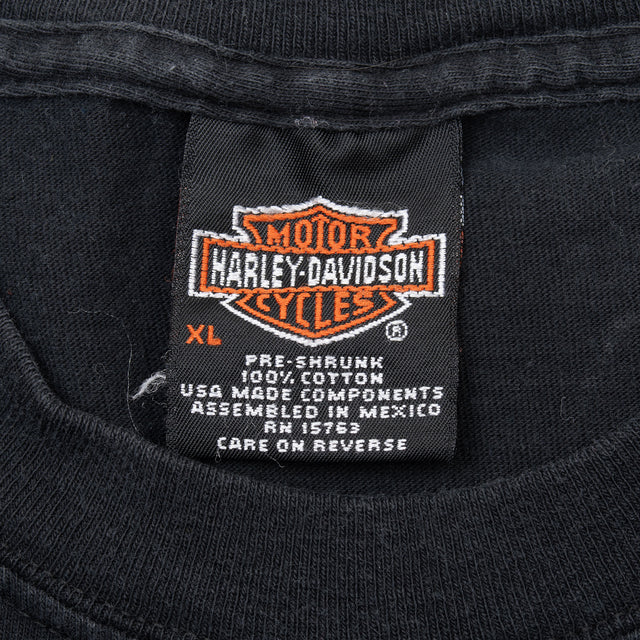 MOTOR
HARLEY-DAVIDSON
CYCLES
XL ®
PRE-SHRUNK
100% COTTON
USA MADE COMPONENTS
ASSEMBLED IN MEXICO
RN 15763
CARE ON REVERSE